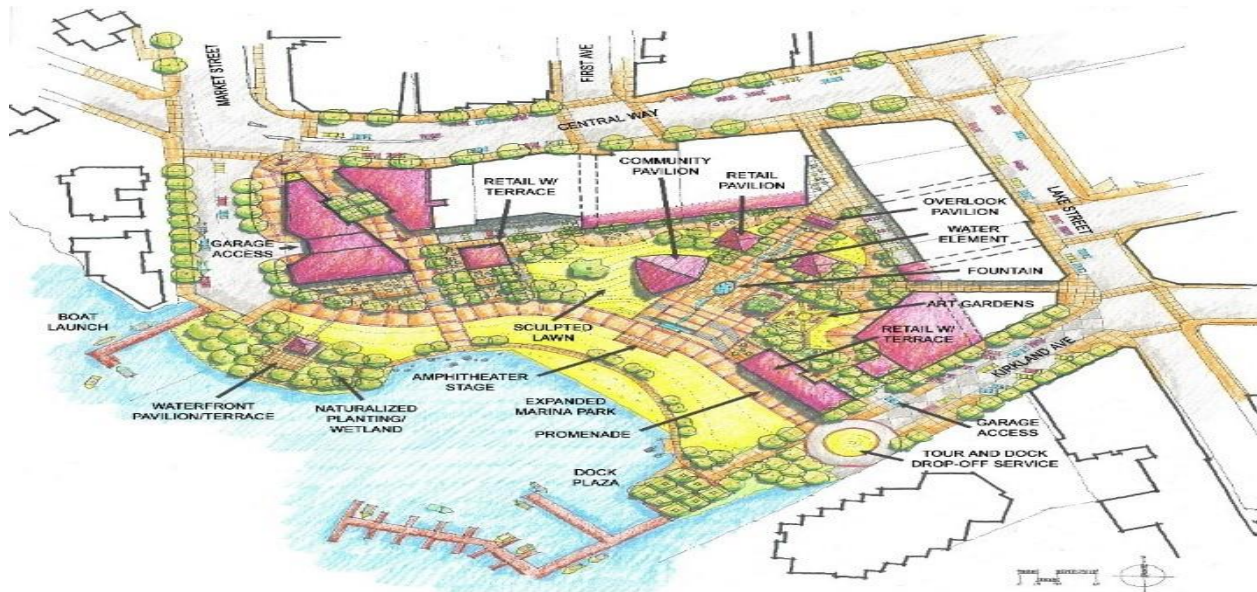 MARKET STREET
FIRST AVE
CENTRAL WAY
COMMUNITY
PAVILION
RETAIL W/
TERRACE
RETAIL
PAVILION
OVERLOOK
PAVILION
WATER
ELEMENT
LAKE STREET
GARAGE
ACCESS
FOUNTAIN
ART GARDENS
BOAT
LAUNCH
SCULPTED
LAWN
RETAIL W/
TERRACE
KIRKLAND AVE
AMPHITHEATER
STAGE
WATERFRONT
PAVILION/TERRACE
NATURALIZED
PLANTING/
WETLAND
EXPANDED
MARINA PARK
PROMENADE
GARAGE
ACCESS
TOUR AND DOCK
DROP-OFF SERVICE
DOCK
PLAZA